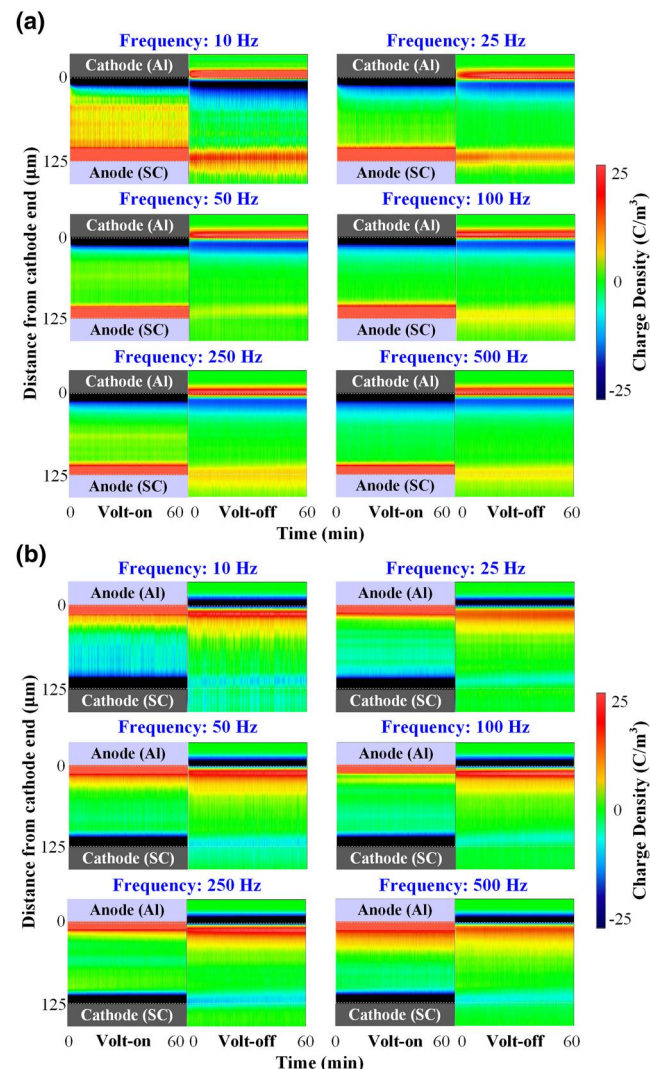 (a)
Frequency: 10 Hz
Frequency: 25 Hz
Cathode (Al)
Cathode (Al)
0
125
Anode (SC)
Anode (SC)
Frequency: 50 Hz
Frequency: 100 Hz
Cathode (Al)
Cathode (Al)
0
125
Anode (SC)
Anode (SC)
Frequency: 250 Hz
Frequency: 500 Hz
Cathode (Al)
Cathode (Al)
0
125
Anode (SC)
Anode (SC)
Distance from cathode end (μm)
0 Volt-on 60 Volt-off 60
0 Volt-on 60 Volt-off 60
Time (min)
25
0
-25
Charge Density (C/m³)
(b)
Frequency: 10 Hz
Frequency: 25 Hz
Anode (Al)
Anode (Al)
0
125
Cathode (SC)
Cathode (SC)
Frequency: 50 Hz
Frequency: 100 Hz
Anode (Al)
Anode (Al)
0
125
Cathode (SC)
Cathode (SC)
Frequency: 250 Hz
Frequency: 500 Hz
Anode (Al)
Anode (Al)
0
125
Cathode (SC)
Cathode (SC)
Distance from cathode end (μm)
0 Volt-on 60 Volt-off 60
0 Volt-on 60 Volt-off 60
Time (min)
25
0
-25
Charge Density (C/m³)